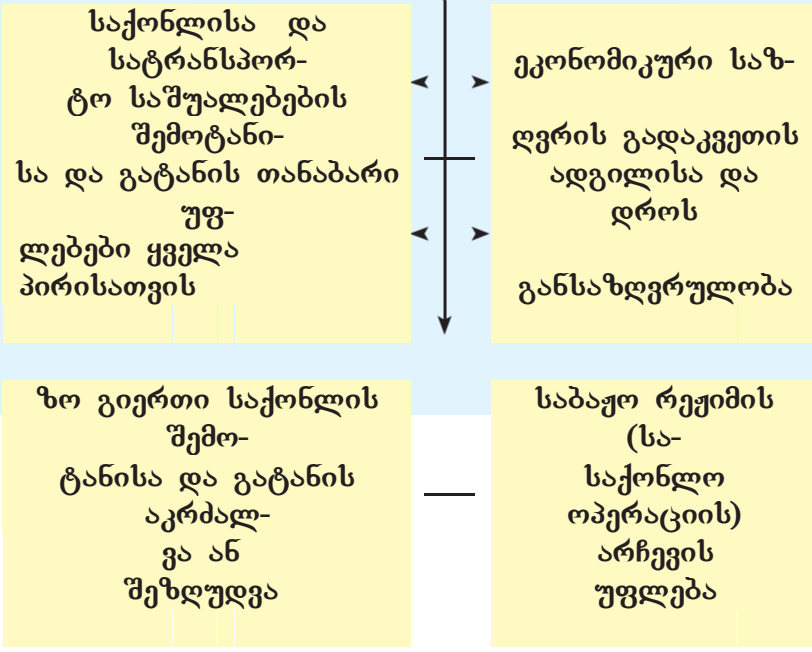 საქონლისა და
სატრანსპორ-
ტო საშუალებების
შემოტანი-
სა და გატანის თანაბარი
უფ-
ლებები ყველა
პირისათვის
ეკონომიკური საზ-
ღვრის გადაკვეთის
ადგილისა და
დროს
განსაზღვრულობა
ზო გიერთი საქონლის
შემო-
ტანისა და გატანის
აკრძალ-
ვა ან
შეზღუდვა
საბაჟო რეჟიმის
(სა-
საქონლო
ოპერაციის)
არჩევის
უფლება